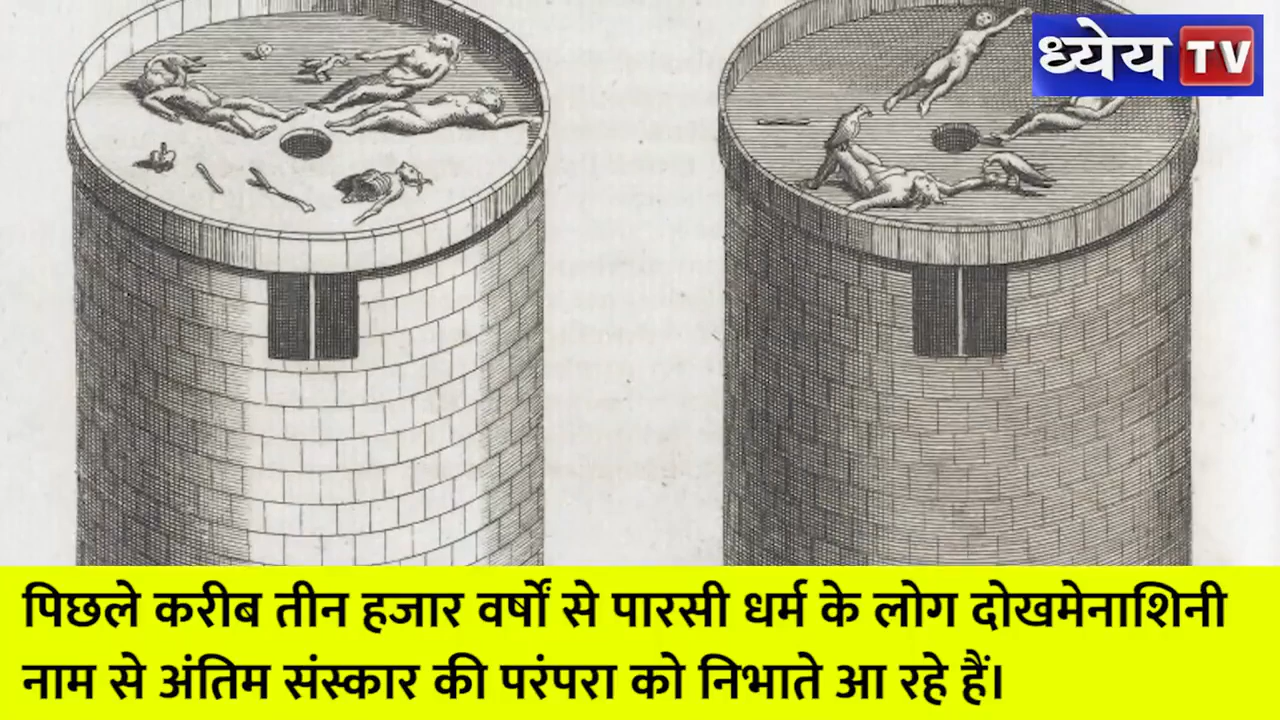 ध्येय TV
पिछले करीब तीन हजार वर्षों से पारसी धर्म के लोग दोखमेनाशिनी
नाम से अंतिम संस्कार की परंपरा को निभाते आ रहे हैं।